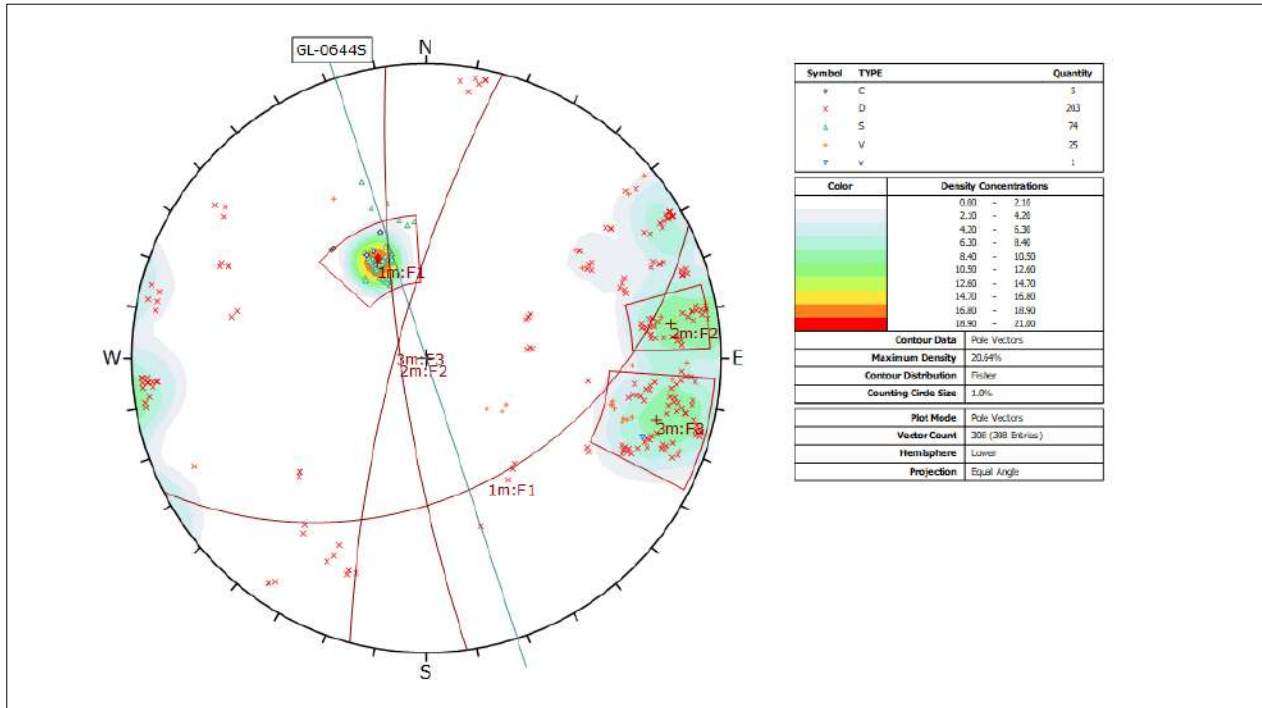 GL-0644S
N
W
E
S
1m:F1
2m:F2
3m:F3
2m:F2
3m:F3
1m:F1
Symbol TYPE Quantity
C 5
D 203
S 74
V 25
v 1
Color Density Concentrations
0.00 - 2.10
2.10 - 4.20
4.20 - 6.30
6.30 - 8.40
8.40 - 10.50
10.50 - 12.60
12.60 - 14.70
14.70 - 16.80
16.80 - 18.90
18.90 - 21.00
Contour Data Pole Vectors
Maximum Density 20.64%
Contour Distribution Fisher
Counting Circle Size 1.0%
Plot Mode Pole Vectors
Vector Count 308 (308 Entries)
Hemisphere Lower
Projection Equal Angle